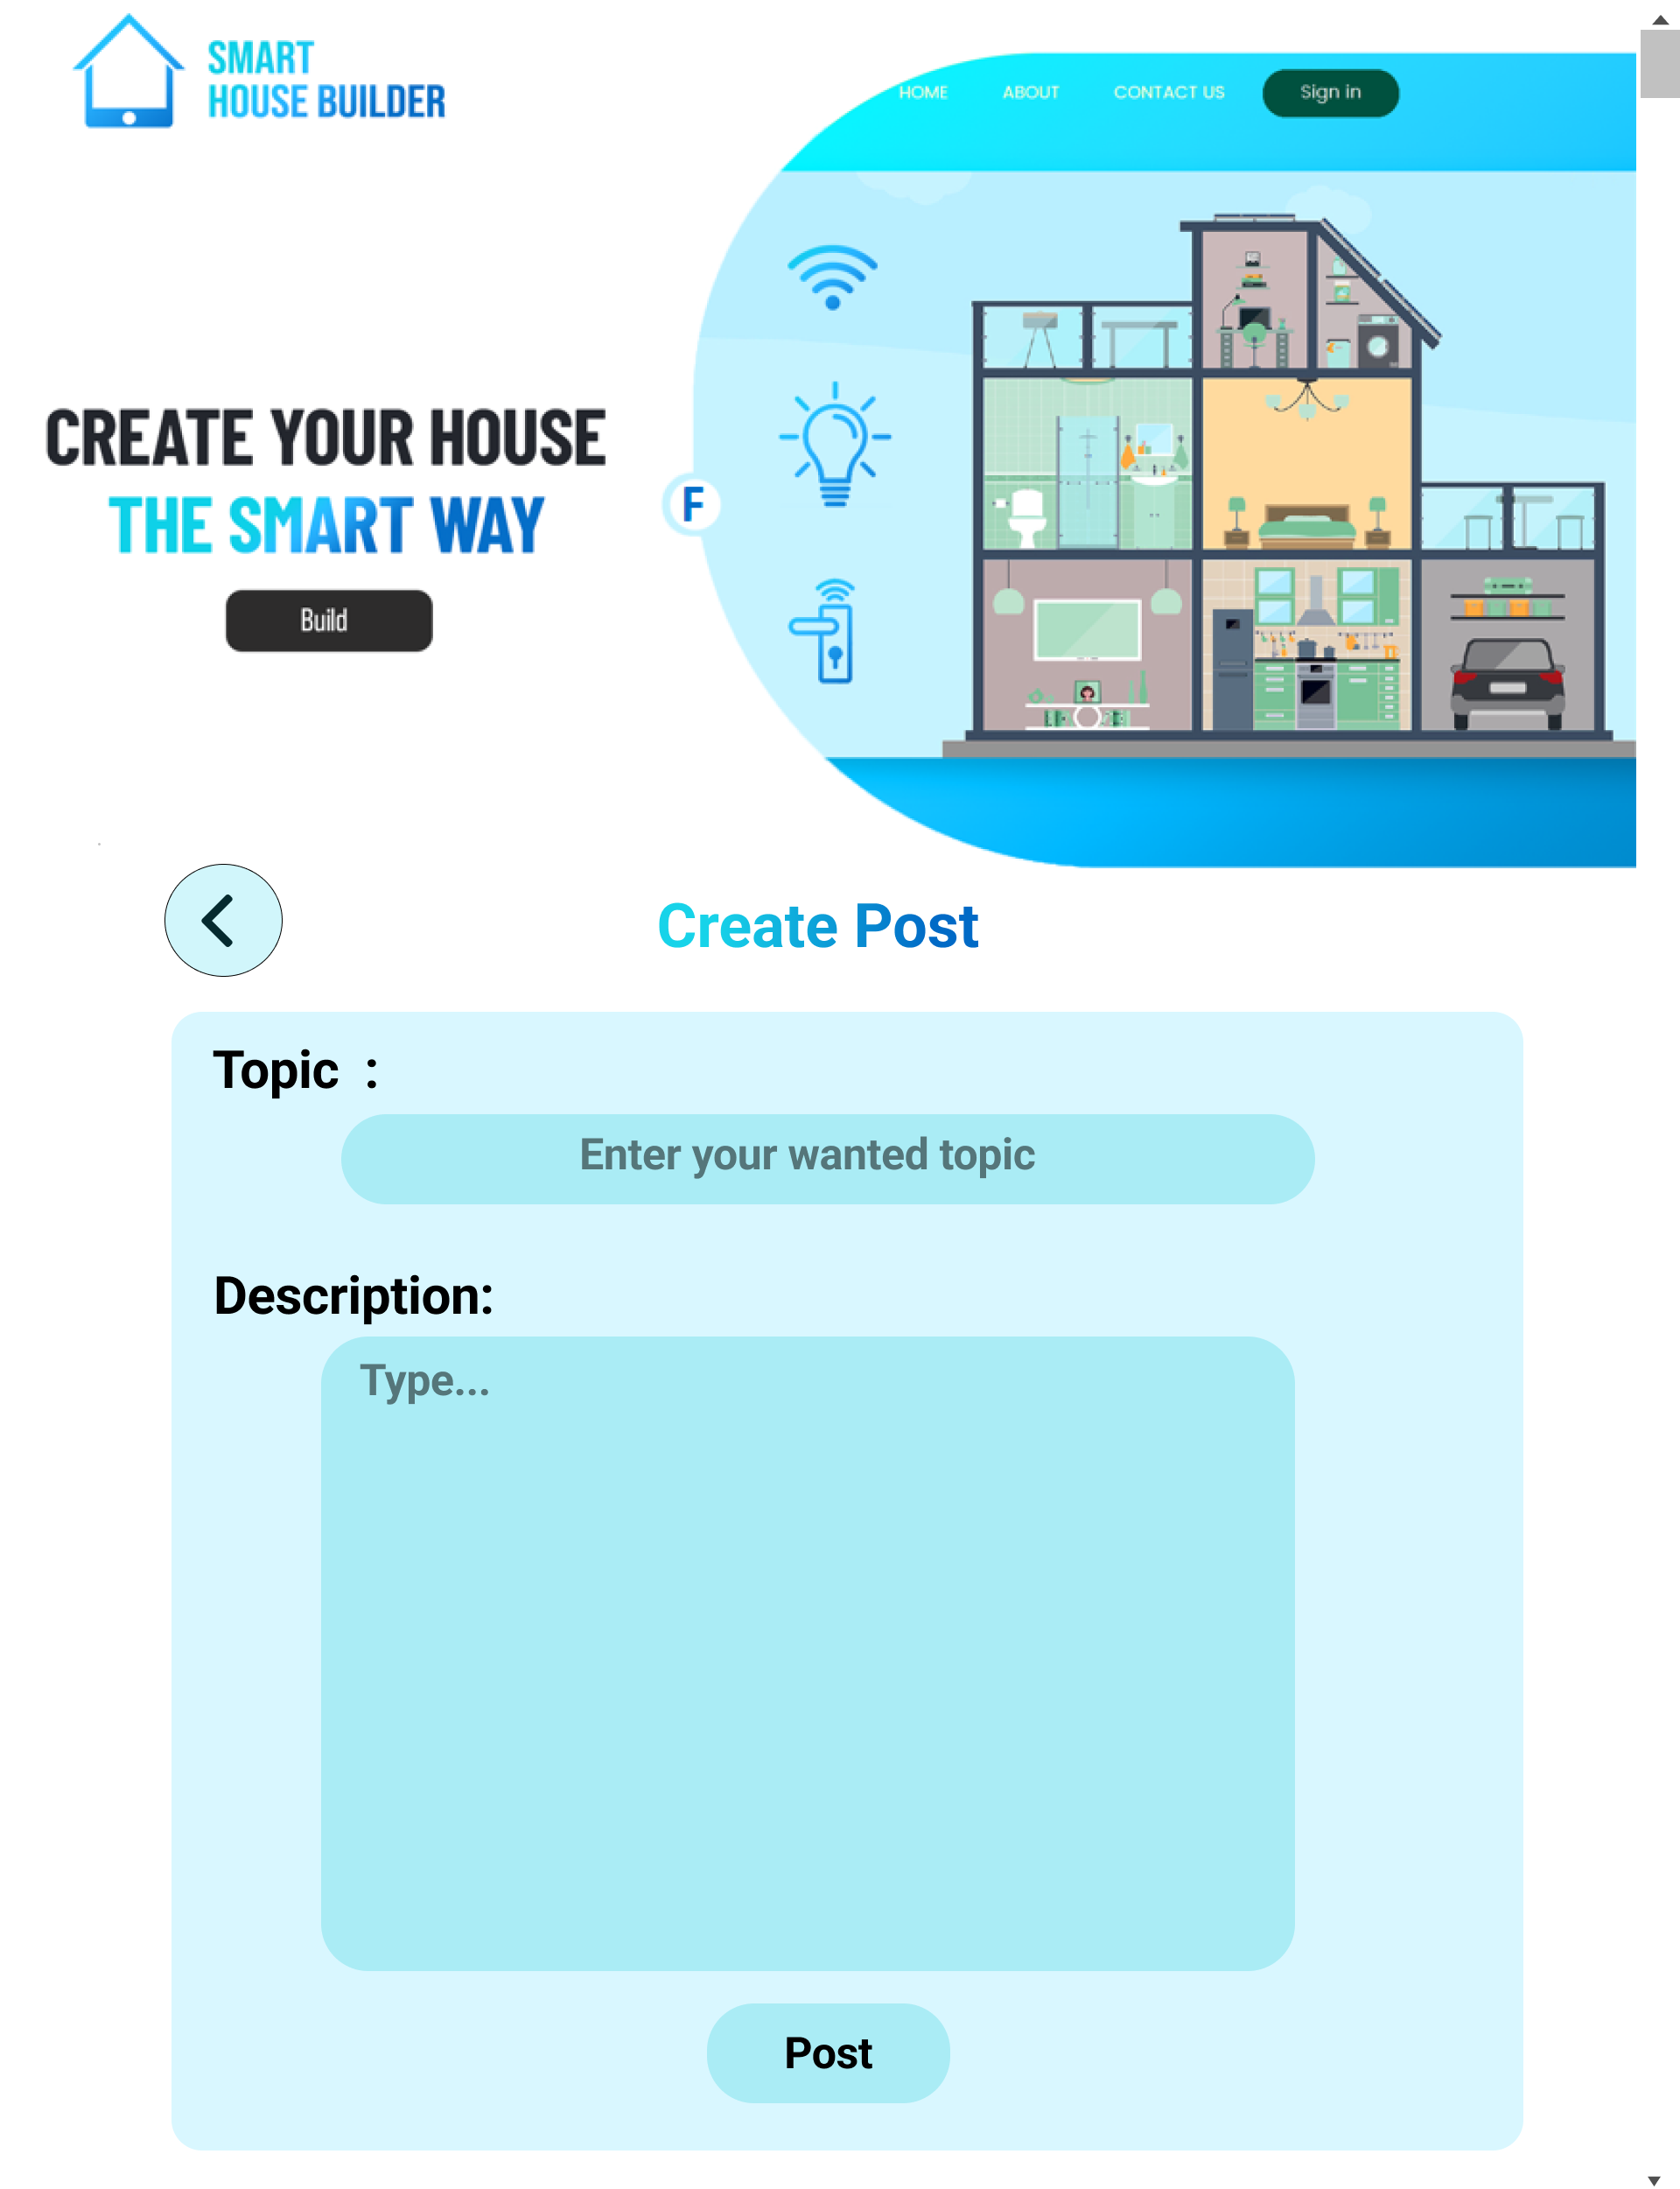 SMART
HOUSE BUILDER
HOME ABOUT CONTACT US Sign in
CREATE YOUR HOUSE
THE SMART WAY
F
Build
Create Post
Topic :
Enter your wanted topic
Description:
Type...
Post